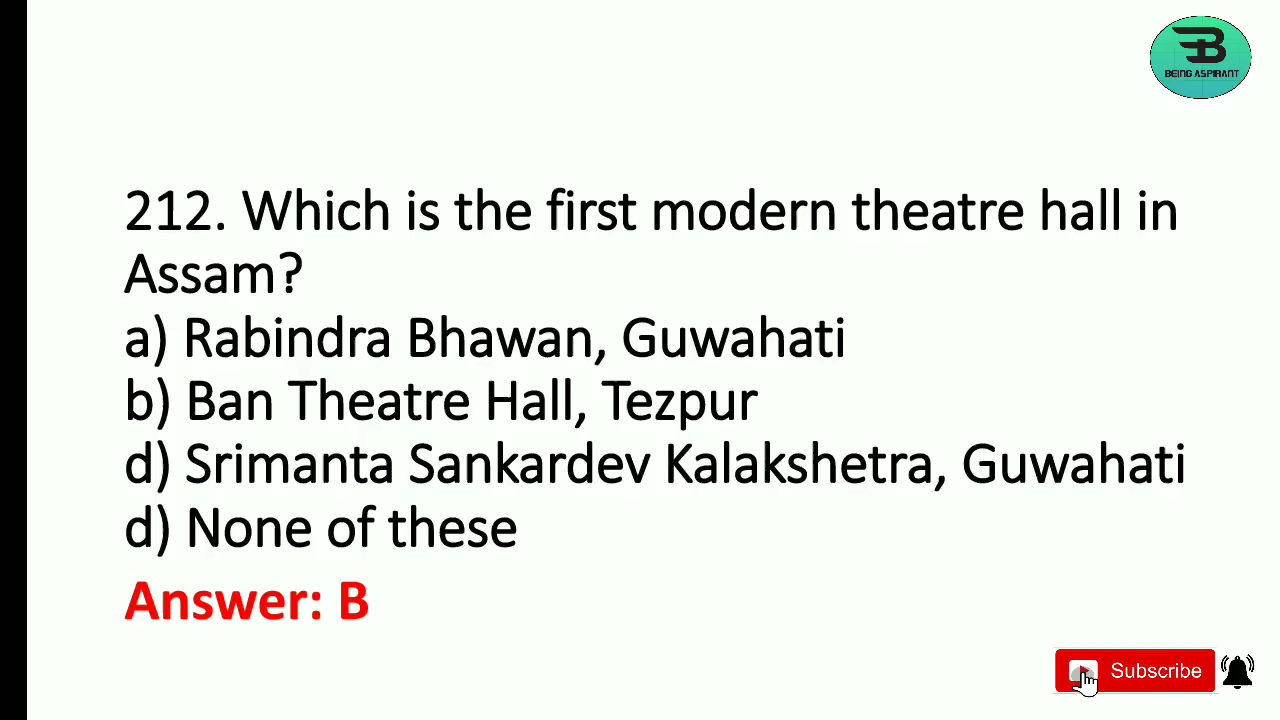 BEING ASPIRANT
212. Which is the first modern theatre hall in
Assam?
a) Rabindra Bhawan, Guwahati
b) Ban Theatre Hall, Tezpur
d) Srimanta Sankardev Kalakshetra, Guwahati
d) None of these
Answer: B
Subscribe